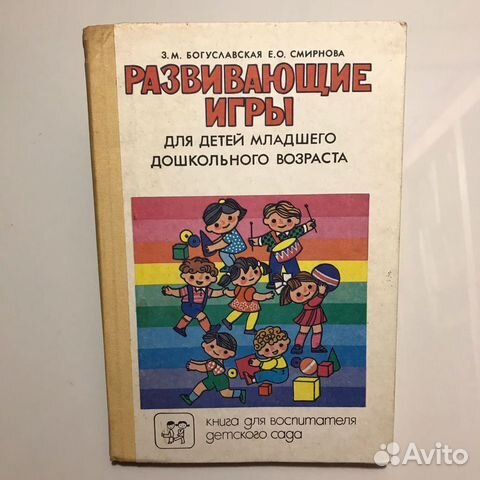 З.М. БОГУСЛАВСКАЯ Е.О. СМИРНОВА
РАЗВИВАЮЩИЕ
ИГРЫ
ДЛЯ ДЕТЕЙ МЛАДШЕГО
ДОШКОЛЬНОГО ВОЗРАСТА
книга для воспитателя
детского сада
Avito